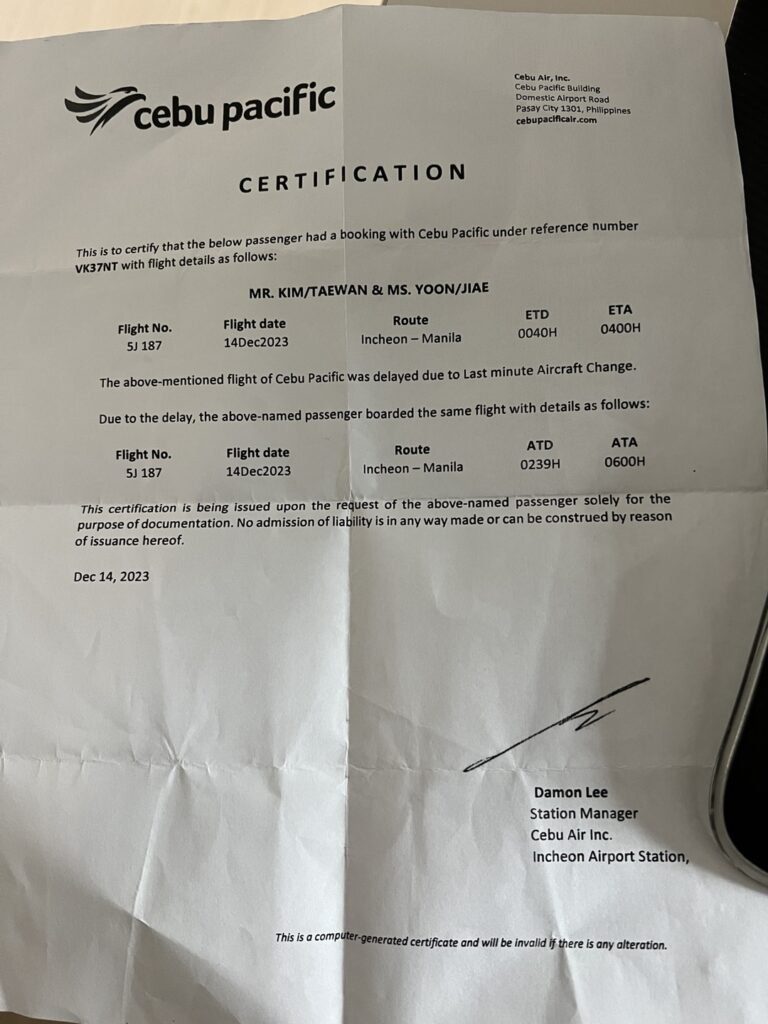 cebu pacific
Cebu Air, Inc.
Cebu Pacific Building
Domestic Airport Road
Pasay City 1301, Philippines
cebupacificair.com
CERTIFICATION
This is to certify that the below passenger had a booking with Cebu Pacific under reference number
VK37NT with flight details as follows:
MR. KIM/TAEWAN & MS. YOON/JIAE
Flight No. Flight date Route ETD ETA
5J 187 14Dec2023 Incheon – Manila 0040H 0400H
The above-mentioned flight of Cebu Pacific was delayed due to Last minute Aircraft Change.
Due to the delay, the above-named passenger boarded the same flight with details as follows:
Flight No. Flight date Route ATD ATA
5J 187 14Dec2023 Incheon – Manila 0239H 0600H
This certification is being issued upon the request of the above-named passenger solely for the
purpose of documentation. No admission of liability is in any way made or can be construed by reason
of issuance hereof.
Dec 14, 2023
Damon Lee
Station Manager
Cebu Air Inc.
Incheon Airport Station,
This is a computer-generated certificate and will be invalid if there is any alteration.